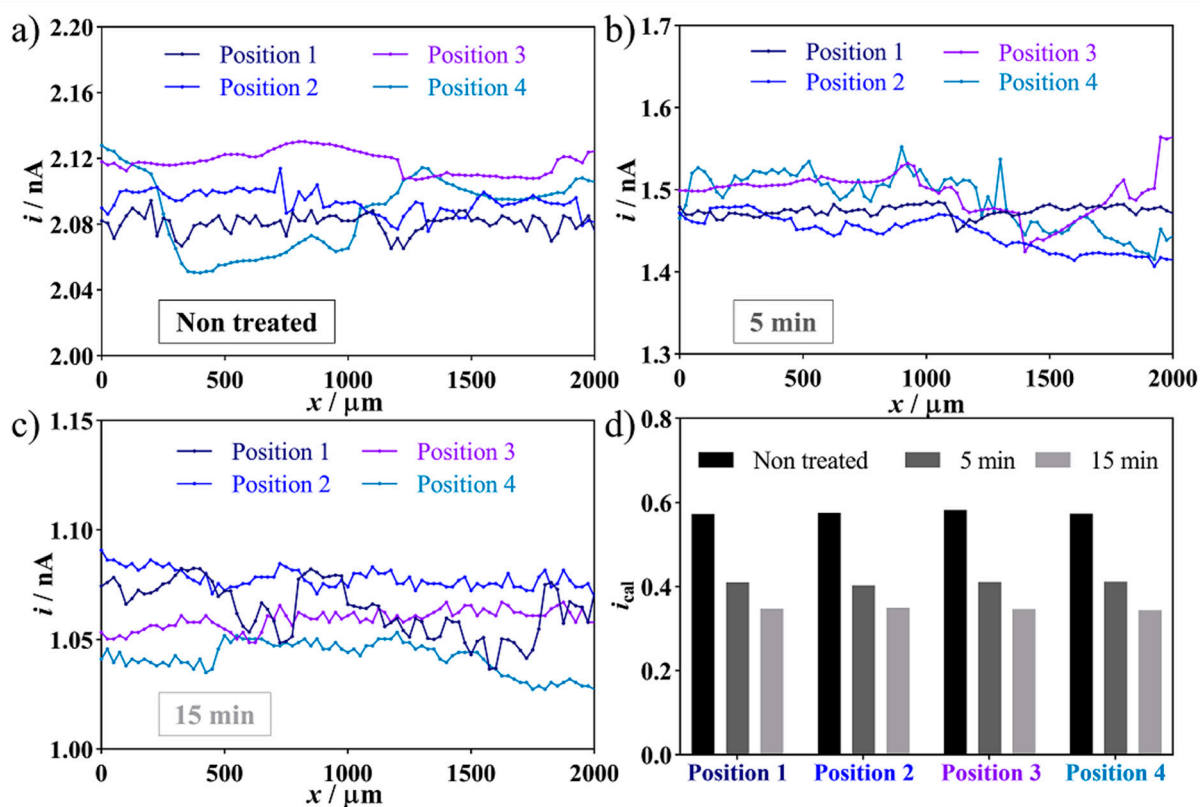 a)
2.20
2.16
2.12
2.08
2.04
2.00
i / nA
Position 1
Position 3
Position 2
Position 4
Non treated
0
500
1000
1500
2000
x / μm
b)
1.7
1.6
1.5
1.4
1.3
i / nA
Position 1
Position 3
Position 2
Position 4
5 min
0
500
1000
1500
2000
x / μm
c)
1.15
1.10
1.05
1.00
i / nA
Position 1
Position 3
Position 2
Position 4
15 min
0
500
1000
1500
2000
x / μm
d)
0.8
0.6
0.4
0.2
0.0
i cal
Non treated
5 min
15 min
Position 1
Position 2
Position 3
Position 4